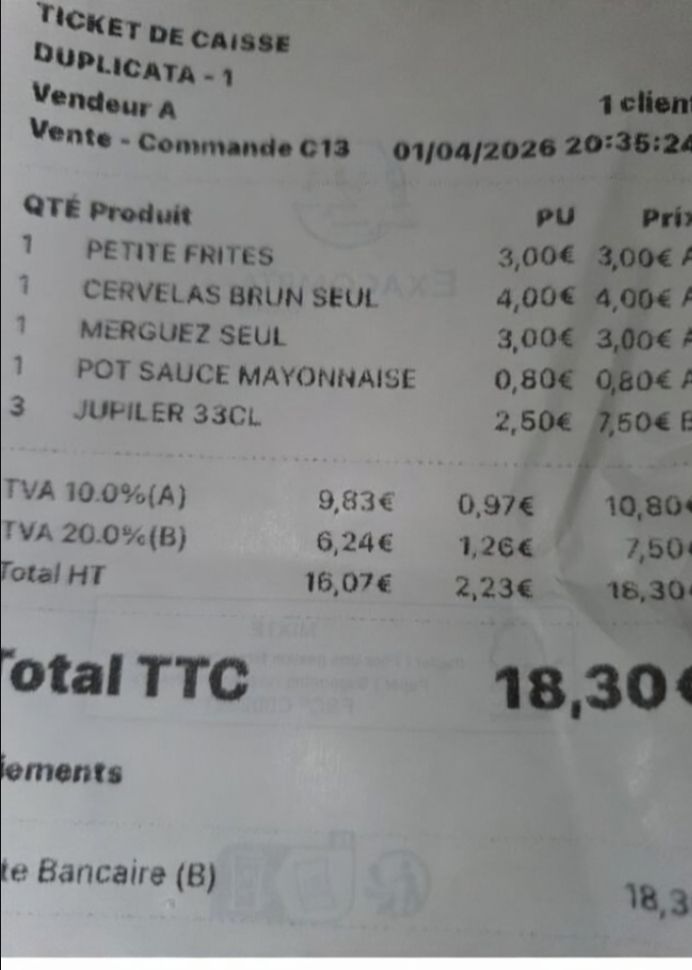 TICKET DE CAISSE
DUPLICATA - 1
Vendeur A 1 client
Vente - Commande C13 01/04/2026 20:35:24
QTÉ Produit PU Prix
1 PETITE FRITES 3,00€ 3,00€ A
1 CERVELAS BRUN SEUL 4,00€ 4,00€ A
1 MERGUEZ SEUL 3,00€ 3,00€ A
1 POT SAUCE MAYONNAISE 0,80€ 0,80€ A
3 JUPILER 33CL 2,50€ 7,50€ B
TVA 10.0%(A) 9,83€ 0,97€ 10,80€
TVA 20.0%(B) 6,24€ 1,26€ 7,50€
Total HT 16,07€ 2,23€ 18,30€
Total TTC 18,30€
iements
te Bancaire (B) 18,3